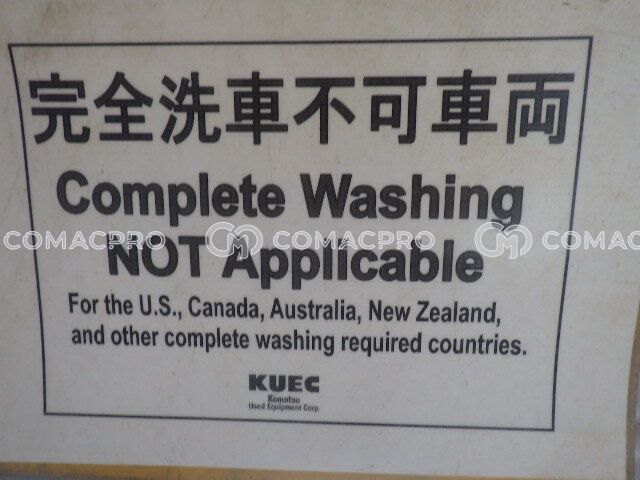 完全洗車不可車両
Complete Washing
COMACPRO COMACPRO COMACPRO
NOT Applicable
For the U.S., Canada, Australia, New Zealand,
and other complete washing required countries.
KUEC
Komatsu
Used Equipment Corp.